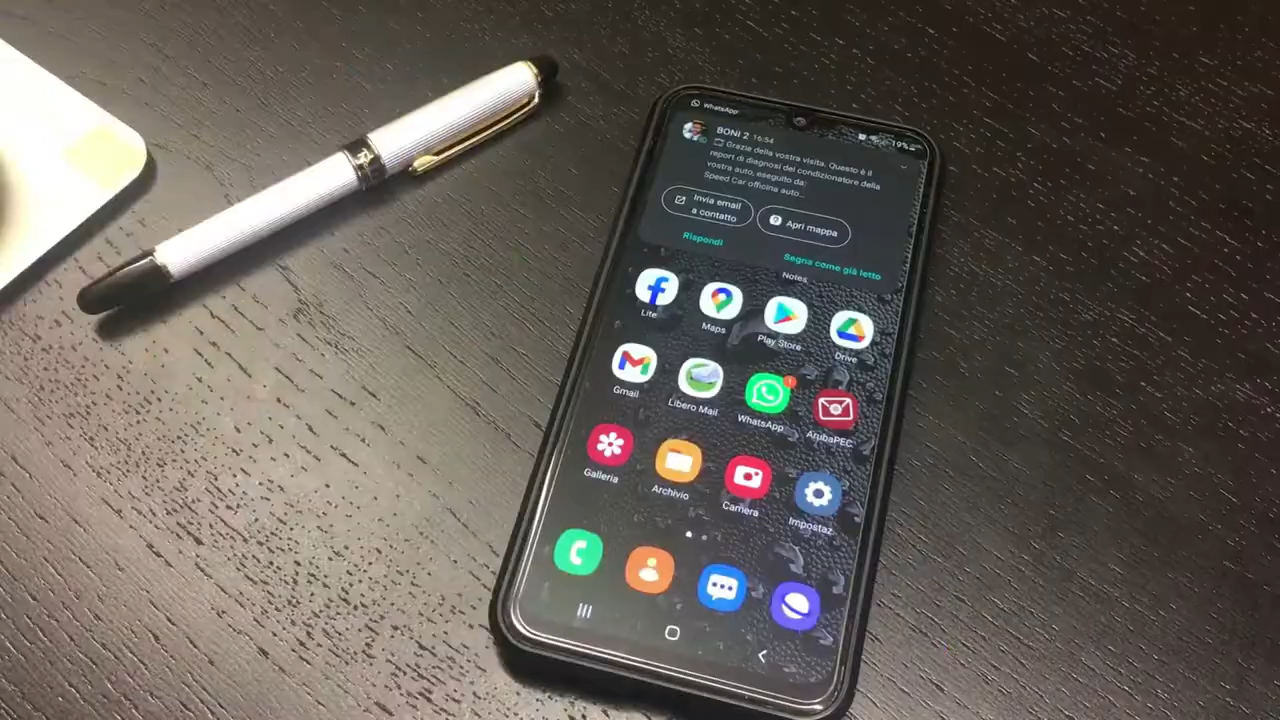 WhatsApp
19%
BONI 2 16:54
Grazie della vostra visita. Questo è il
report di diagnosi del condizionatore della
vostra auto, eseguito da:
Speed Car officina auto...
Invia email
a contatto
Apri mappa
Rispondi
Segna come già letto
Notes
Lite
Maps
Play Store
Drive
Gmail
Libero Mail
WhatsApp
1
ArubaPEC
Galleria
Archivio
Camera
Impostaz